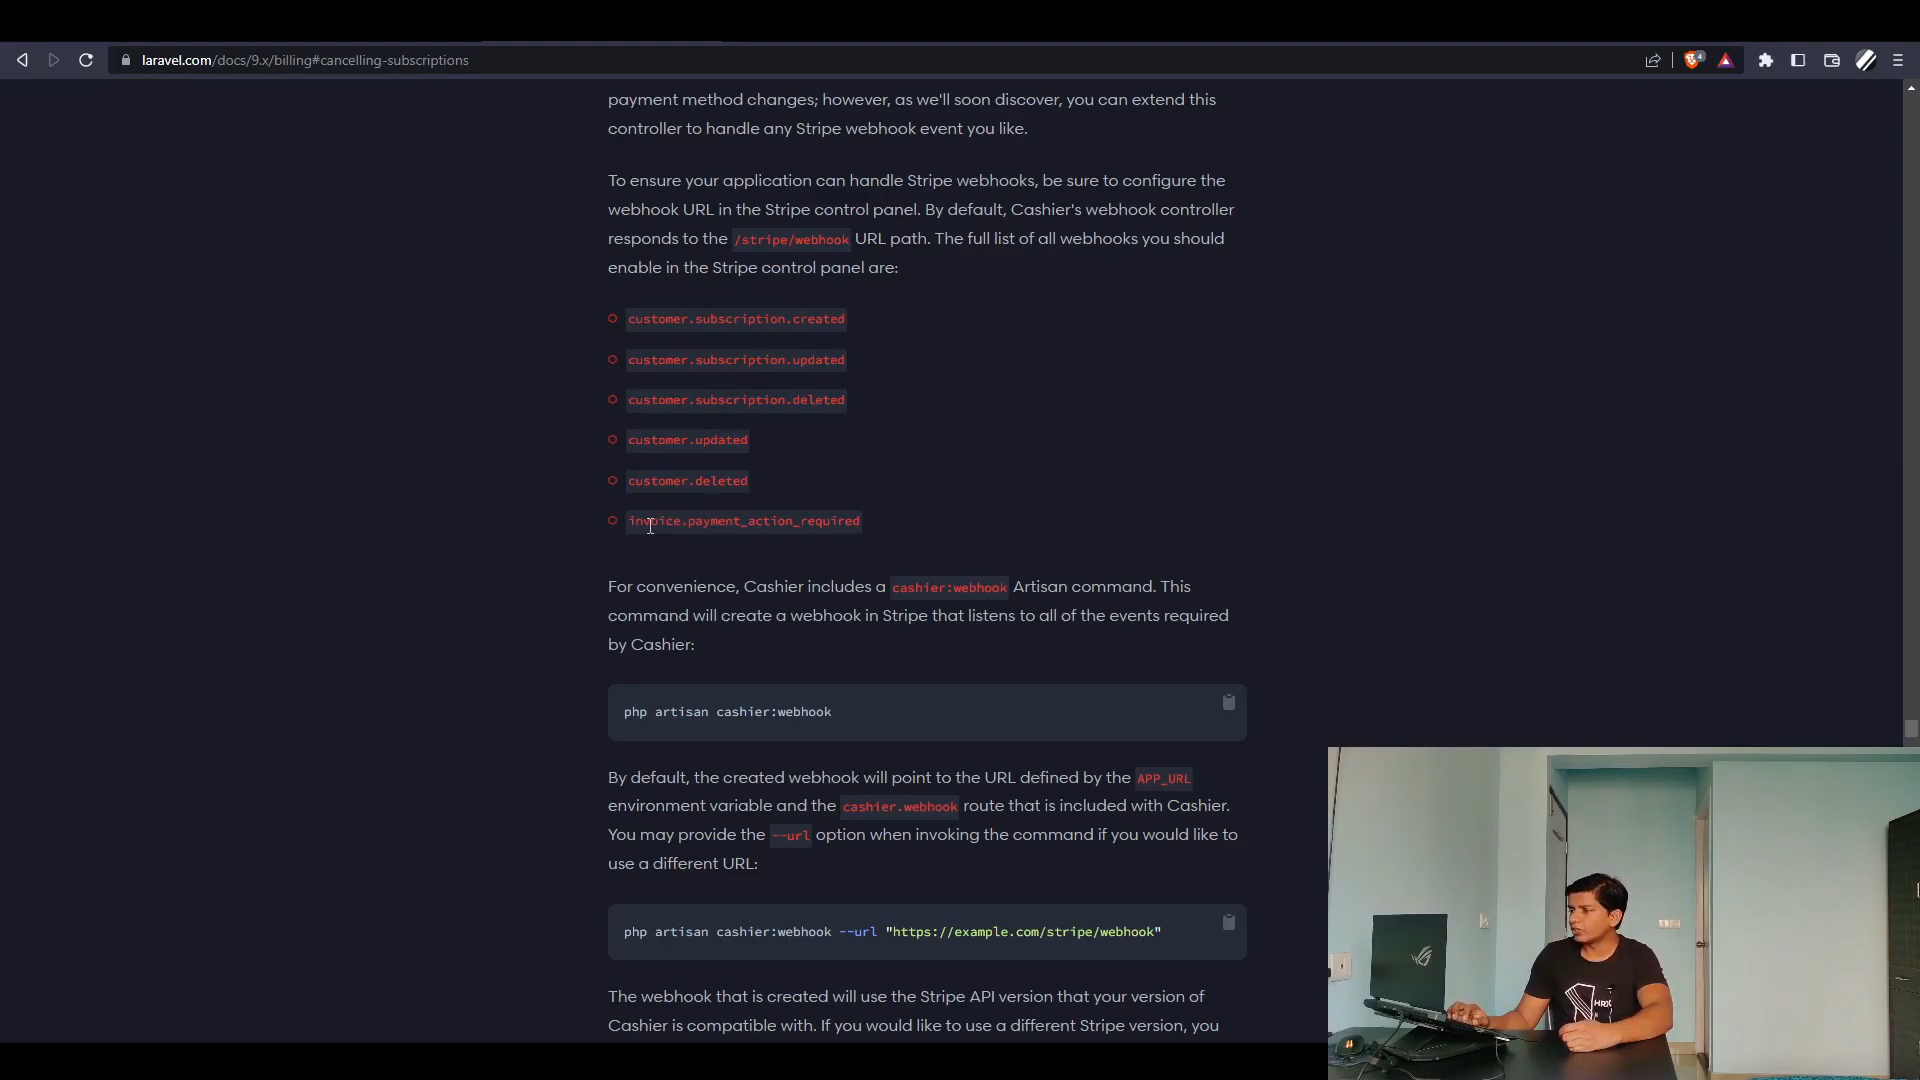 laravel.com/docs/9.x/billing#cancelling-subscriptions
4
payment method changes; however, as we'll soon discover, you can extend this
controller to handle any Stripe webhook event you like.
To ensure your application can handle Stripe webhooks, be sure to configure the
webhook URL in the Stripe control panel. By default, Cashier's webhook controller
responds to the /stripe/webhook URL path. The full list of all webhooks you should
enable in the Stripe control panel are:
customer.subscription.created
customer.subscription.updated
customer.subscription.deleted
customer.updated
customer.deleted
invoice.payment_action_required
For convenience, Cashier includes a cashier:webhook Artisan command. This
command will create a webhook in Stripe that listens to all of the events required
by Cashier:
php artisan cashier:webhook
By default, the created webhook will point to the URL defined by the APP_URL
environment variable and the cashier.webhook route that is included with Cashier.
You may provide the --url option when invoking the command if you would like to
use a different URL:
php artisan cashier:webhook --url "https://example.com/stripe/webhook"
The webhook that is created will use the Stripe API version that your version of
Cashier is compatible with. If you would like to use a different Stripe version, you
HRX